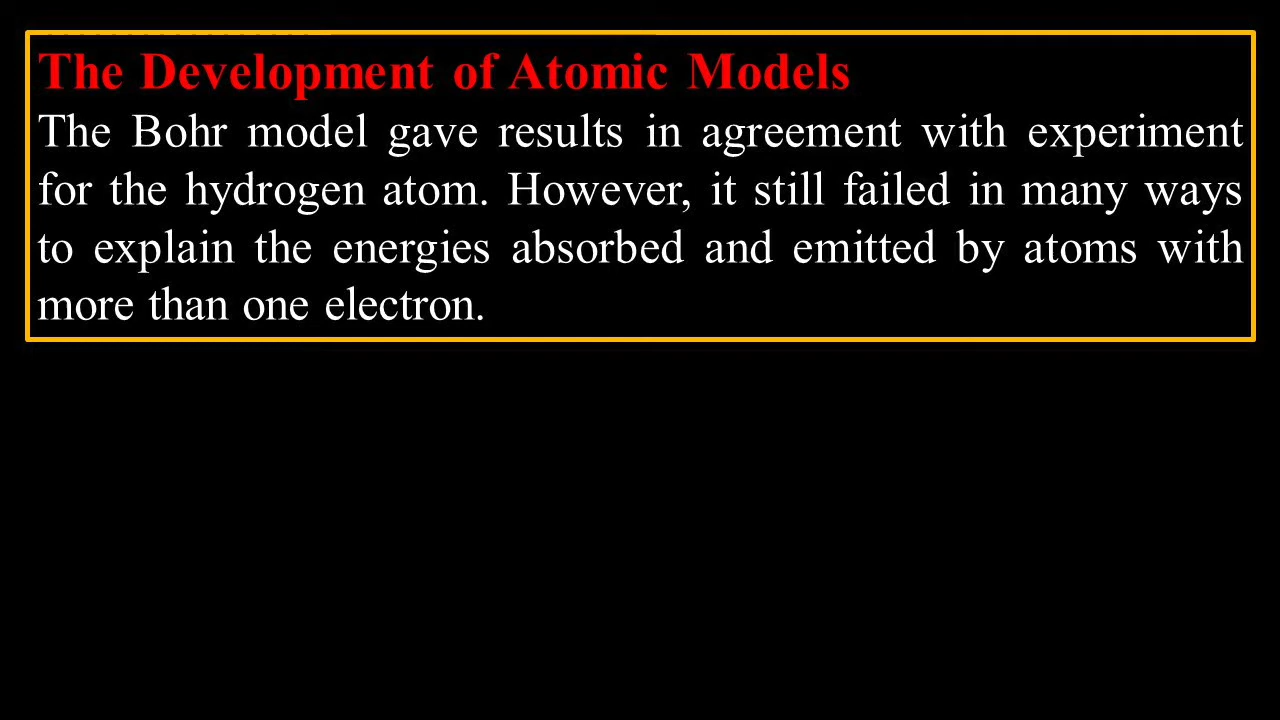 The Development of Atomic Models
The Bohr model gave results in agreement with experiment
for the hydrogen atom. However, it still failed in many ways
to explain the energies absorbed and emitted by atoms with
more than one electron.